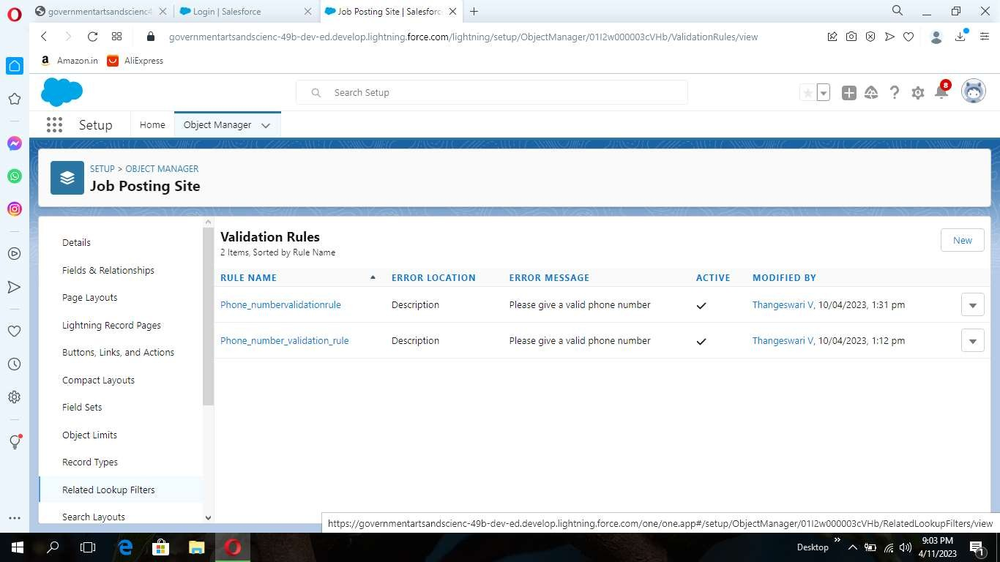 governmentartsandscienc4
Login | Salesforce
Job Posting Site | Salesforc
governmentartsandscienc-49b-dev-ed.develop.lightning.force.com/lightning/setup/ObjectManager/01I2w000003cVHb/ValidationRules/view
Amazon.in
AliExpress
Search Setup
8
Setup
Home
Object Manager
SETUP > OBJECT MANAGER
Job Posting Site
Details
Fields & Relationships
Page Layouts
Lightning Record Pages
Buttons, Links, and Actions
Compact Layouts
Field Sets
Object Limits
Record Types
Related Lookup Filters
Search Layouts
Validation Rules
2 Items, Sorted by Rule Name
New
RULE NAME ERROR LOCATION ERROR MESSAGE ACTIVE MODIFIED BY
Phone_numbervalidationrule Description Please give a valid phone number Thangeswari V, 10/04/2023, 1:31 pm
Phone_number_validation_rule Description Please give a valid phone number Thangeswari V, 10/04/2023, 1:12 pm
https://governmentartsandscienc-49b-dev-ed.develop.lightning.force.com/one/one.app#/setup/ObjectManager/01I2w000003cVHb/RelatedLookupFilters/view
Desktop
9:03 PM
4/11/2023
1